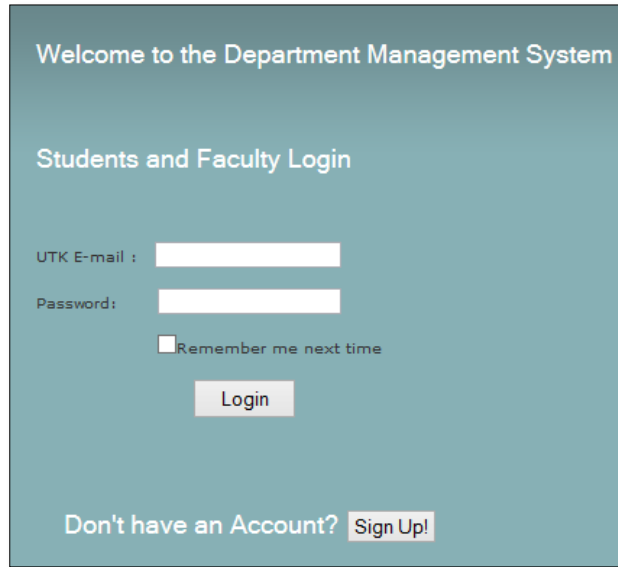 Welcome to the Department Management System
Students and Faculty Login
UTK E-mail :
Password:
Remember me next time
Login
Don't have an Account? Sign Up!